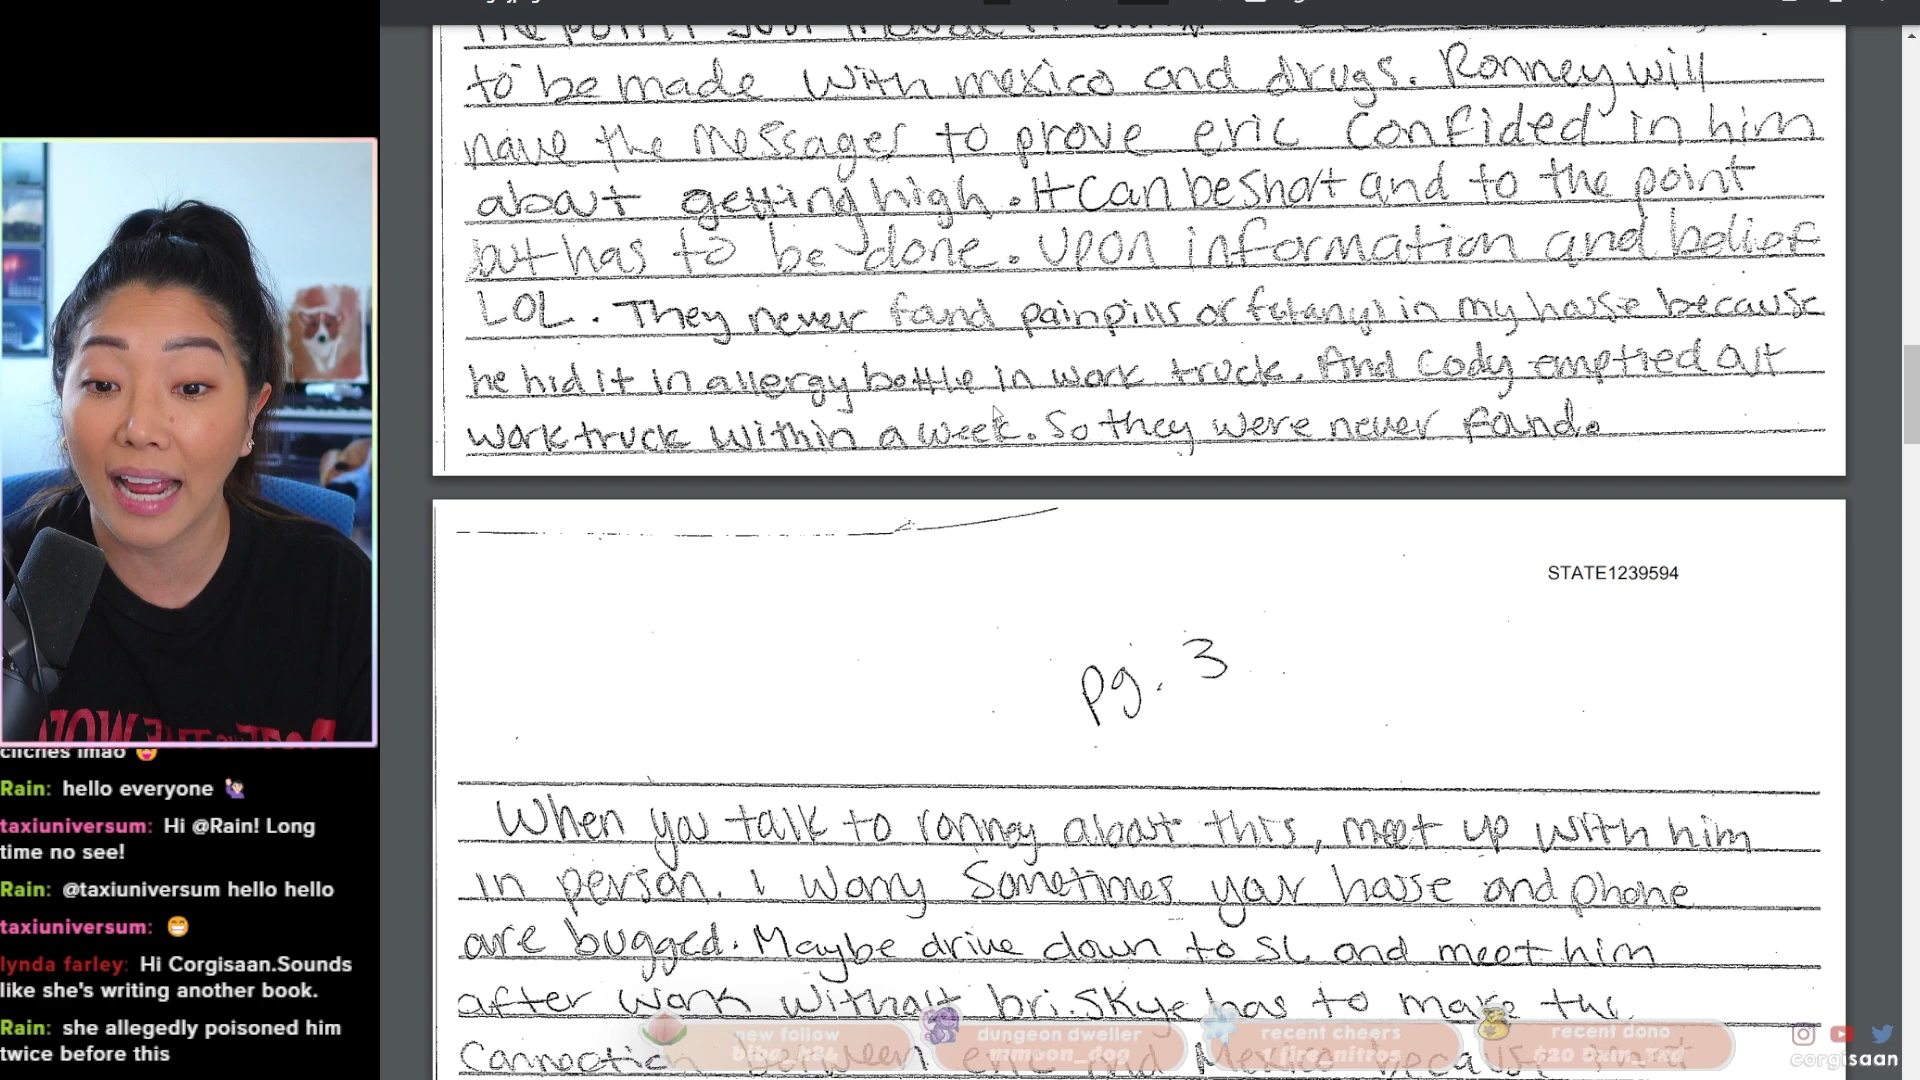 to be made with mexico and drugs. Ronney will
have the messages to prove eric confided in him
about getting high. It can be short and to the point
but has to be done. Upon information and belief
LOL. They never found painpills or in my house because
he hid it in allergy bottle in work truck. And Cody emptied out
work truck within a week. So they were never found.
STATE1239594
pg. 3
When you talk to ronney about this, meet up with him
in person. I worry sometimes your house and phone
are bugged. Maybe drive down to SL and meet him
after work without bri. Skye has to make the
Connection between eric and Mexico
cliches lmao
Rain: hello everyone
taxiuniversum: Hi @Rain! Long
time no see!
Rain: @taxiuniversum hello hello
taxiuniversum:
lynda farley: Hi Corgisaan.Sounds
like she's writing another book.
Rain: she allegedly poisoned him
twice before this
new follow
dungeon dweller
mmoon_dog
recent cheers
recent dono
corgisaan